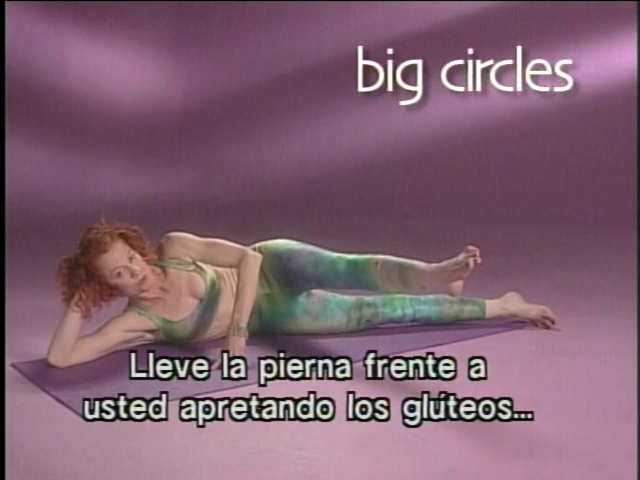 big circles
Lleve la pierna frente a
usted apretando los glúteos...